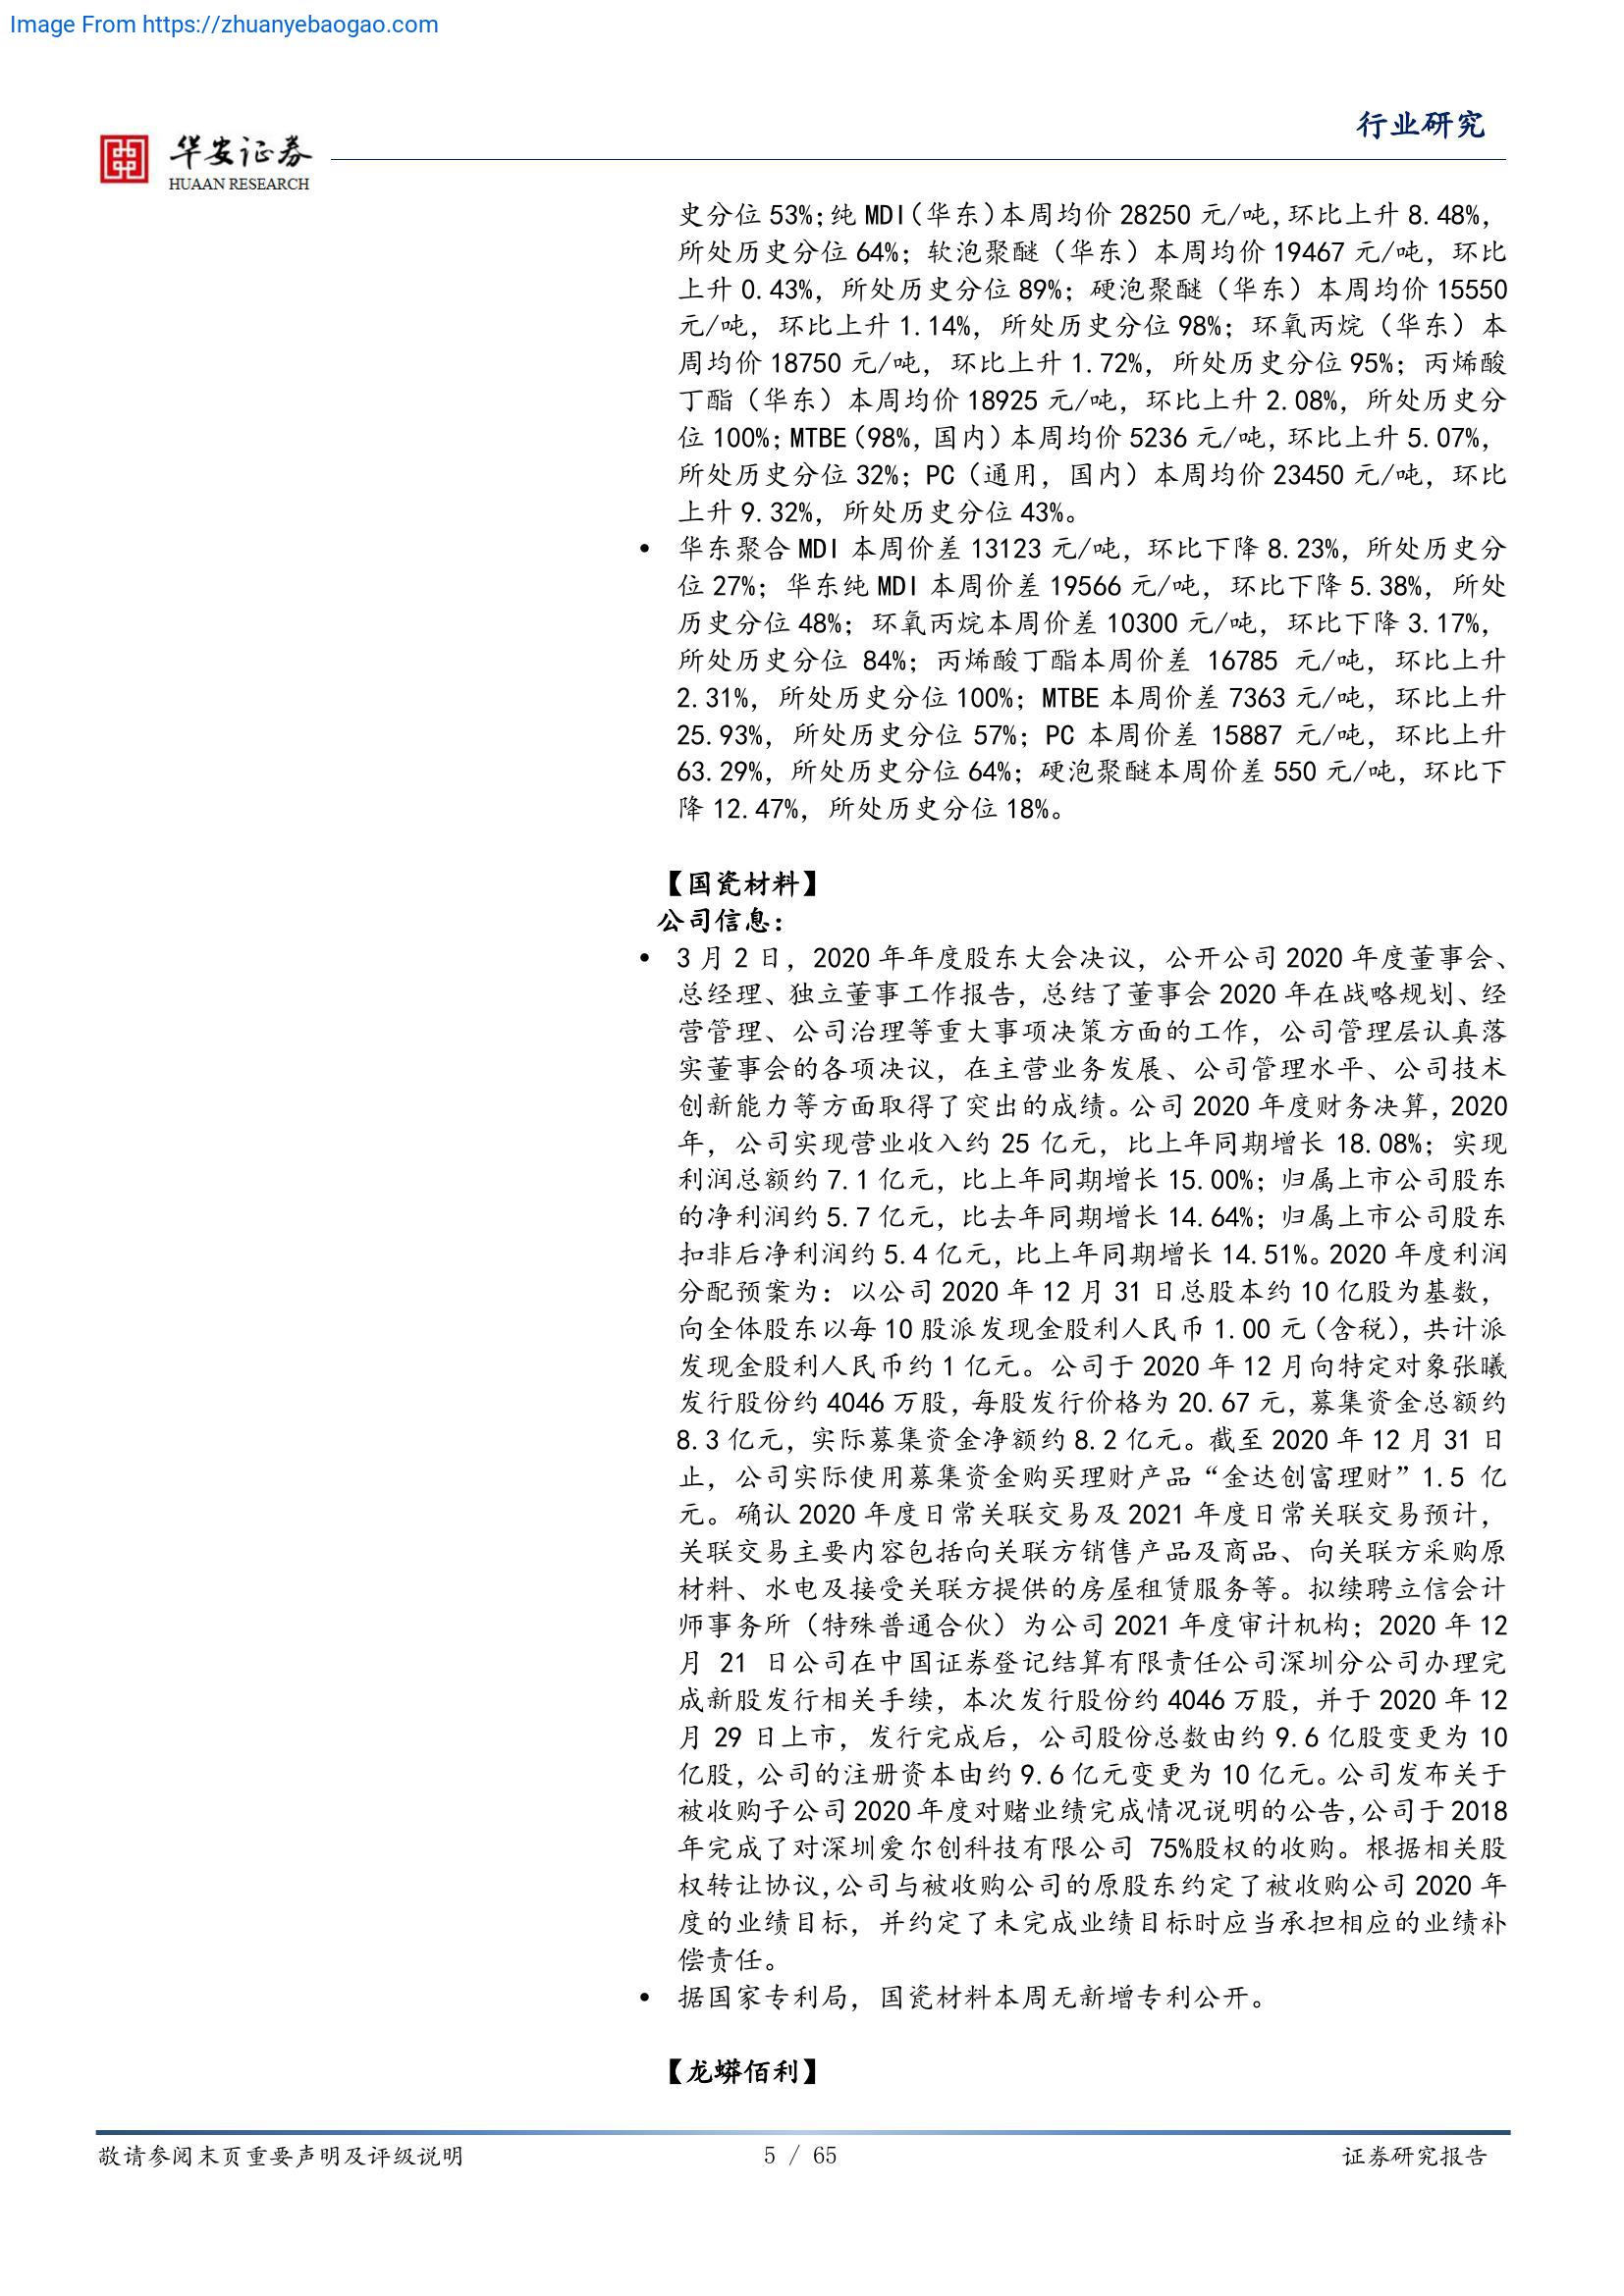 Image From https://zhuanyebaogao.com
行业研究
华安证券
HUAAN RESEARCH
史分位 53%；纯 MDI（华东）本周均价 28250 元/吨，环比上升 8.48%，
所处历史分位 64%；软泡聚醚（华东）本周均价 19467 元/吨，环比
上升 0.43%，所处历史分位 89%；硬泡聚醚（华东）本周均价 15550
元/吨，环比上升 1.14%，所处历史分位 98%；环氧丙烷（华东）本
周均价 18750 元/吨，环比上升 1.72%，所处历史分位 95%；丙烯酸
丁酯（华东）本周均价 18925 元/吨，环比上升 2.08%，所处历史分
位 100%；MTBE（98%，国内）本周均价 5236 元/吨，环比上升 5.07%，
所处历史分位 32%；PC（通用，国内）本周均价 23450 元/吨，环比
上升 9.32%，所处历史分位 43%。
• 华东聚合 MDI 本周价差 13123 元/吨，环比下降 8.23%，所处历史分
位 27%；华东纯 MDI 本周价差 19566 元/吨，环比下降 5.38%，所处
历史分位 48%；环氧丙烷本周价差 10300 元/吨，环比下降 3.17%，
所处历史分位 84%；丙烯酸丁酯本周价差 16785 元/吨，环比上升
2.31%，所处历史分位 100%；MTBE 本周价差 7363 元/吨，环比上升
25.93%，所处历史分位 57%；PC 本周价差 15887 元/吨，环比上升
63.29%，所处历史分位 64%；硬泡聚醚本周价差 550 元/吨，环比下
降 12.47%，所处历史分位 18%。
【国瓷材料】
公司信息：
• 3 月 2 日，2020 年年度股东大会决议，公开公司 2020 年度董事会、
总经理、独立董事工作报告，总结了董事会 2020 年在战略规划、经
营管理、公司治理等重大事项决策方面的工作，公司管理层认真落
实董事会的各项决议，在主营业务发展、公司管理水平、公司技术
创新能力等方面取得了突出的成绩。公司 2020 年度财务决算，2020
年，公司实现营业收入约 25 亿元，比上年同期增长 18.08%；实现
利润总额约 7.1 亿元，比上年同期增长 15.00%；归属上市公司股东
的净利润约 5.7 亿元，比去年同期增长 14.64%；归属上市公司股东
扣非后净利润约 5.4 亿元，比上年同期增长 14.51%。2020 年度利润
分配预案为：以公司 2020 年 12 月 31 日总股本约 10 亿股为基数，
向全体股东以每 10 股派发现金股利人民币 1.00 元（含税），共计派
发现金股利人民币约 1 亿元。公司于 2020 年 12 月向特定对象张曦
发行股份约 4046 万股，每股发行价格为 20.67 元，募集资金总额约
8.3 亿元，实际募集资金净额约 8.2 亿元。截至 2020 年 12 月 31 日
止，公司实际使用募集资金购买理财产品“金达创富理财”1.5 亿
元。确认 2020 年度日常关联交易及 2021 年度日常关联交易预计，
关联交易主要内容包括向关联方销售产品及商品、向关联方采购原
材料、水电及接受关联方提供的房屋租赁服务等。拟续聘立信会计
师事务所（特殊普通合伙）为公司 2021 年度审计机构；2020 年 12
月 21 日公司在中国证券登记结算有限责任公司深圳分公司办理完
成新股发行相关手续，本次发行股份约 4046 万股，并于 2020 年 12
月 29 日上市，发行完成后，公司股份总数由约 9.6 亿股变更为 10
亿股，公司的注册资本由约 9.6 亿元变更为 10 亿元。公司发布关于
被收购子公司 2020 年度对赌业绩完成情况说明的公告，公司于 2018
年完成了对深圳爱尔创科技有限公司 75%股权的收购。根据相关股
权转让协议，公司与被收购公司的原股东约定了被收购公司 2020 年
度的业绩目标，并约定了未完成业绩目标时应当承担相应的业绩补
偿责任。
• 据国家专利局，国瓷材料本周无新增专利公开。
【龙蟒佰利】
敬请参阅末页重要声明及评级说明
5 / 65
证券研究报告